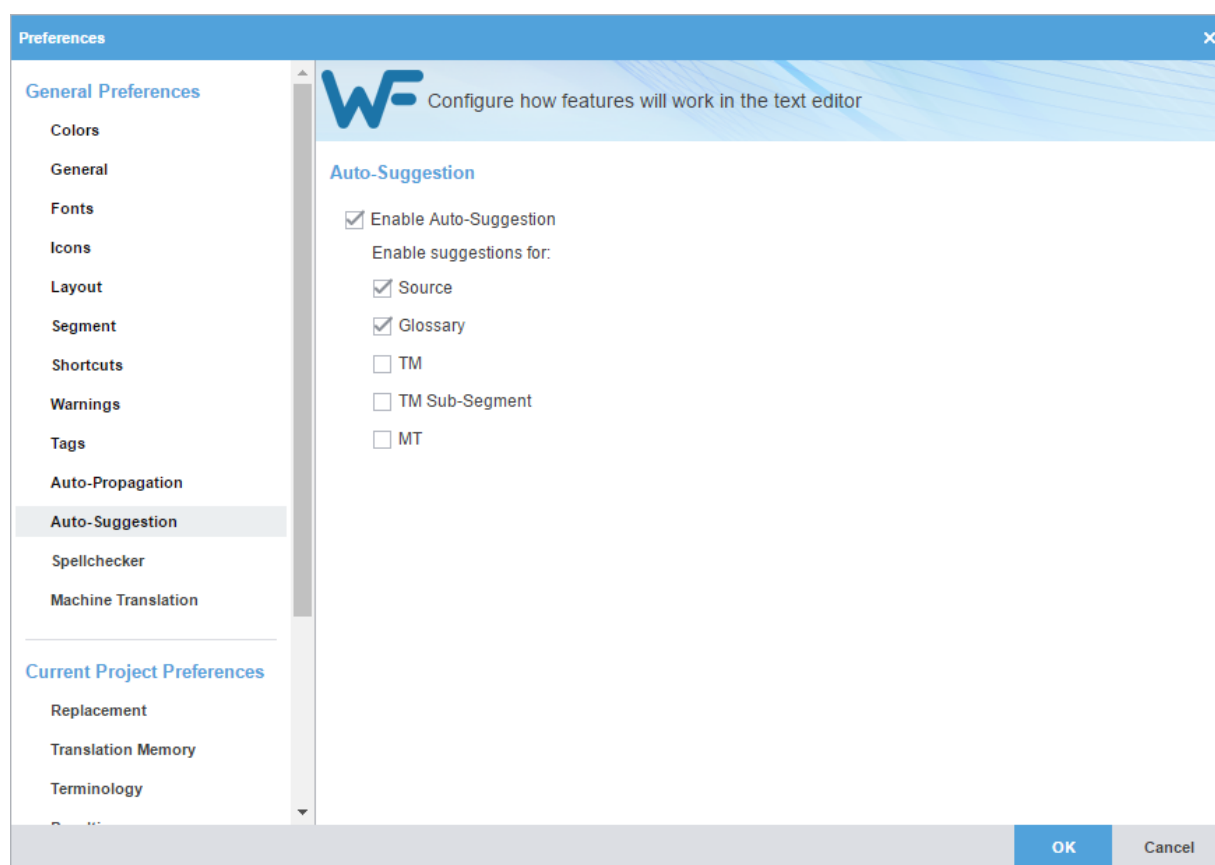 Preferences
General Preferences
Colors
General
Fonts
Icons
Layout
Segment
Shortcuts
Warnings
Tags
Auto-Propagation
Auto-Suggestion
Spellchecker
Machine Translation
Current Project Preferences
Replacement
Translation Memory
Terminology
WF Configure how features will work in the text editor
Auto-Suggestion
Enable Auto-Suggestion
Enable suggestions for:
Source
Glossary
TM
TM Sub-Segment
MT
OK Cancel